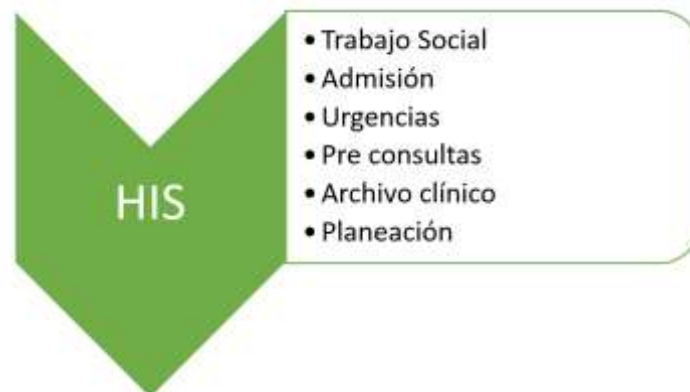 HIS
• Trabajo Social
• Admisión
• Urgencias
• Pre consultas
• Archivo clínico
• Planeación